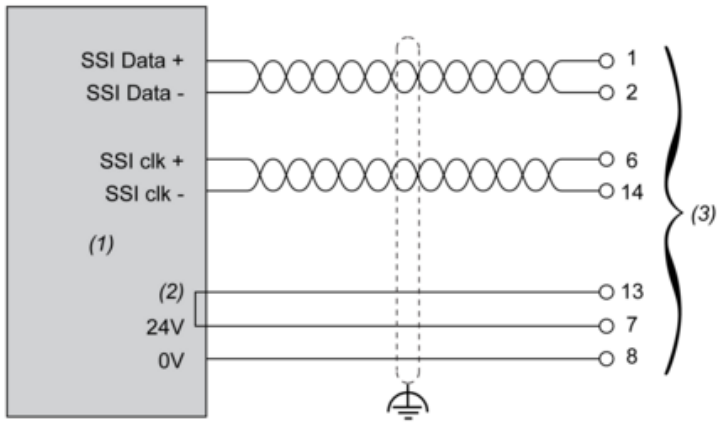 SSI Data + 1
SSI Data - 2
SSI clk + 6
SSI clk - 14
(1)
(3)
(2) 13
24V 7
0V 8